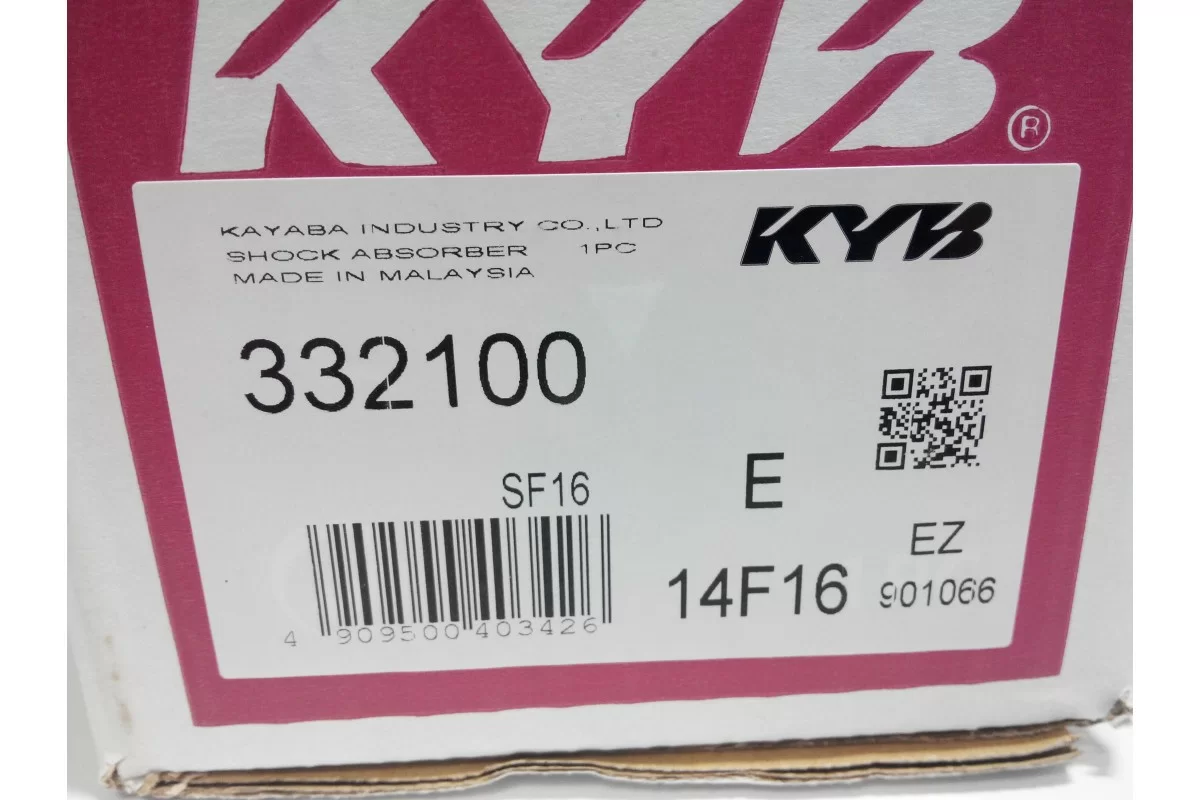 KYB®
KAYABA INDUSTRY CO.,LTD
SHOCK ABSORBER 1PC
MADE IN MALAYSIA
KYB
332100
SF16
E
EZ
14F16
901066
4 909500 403426